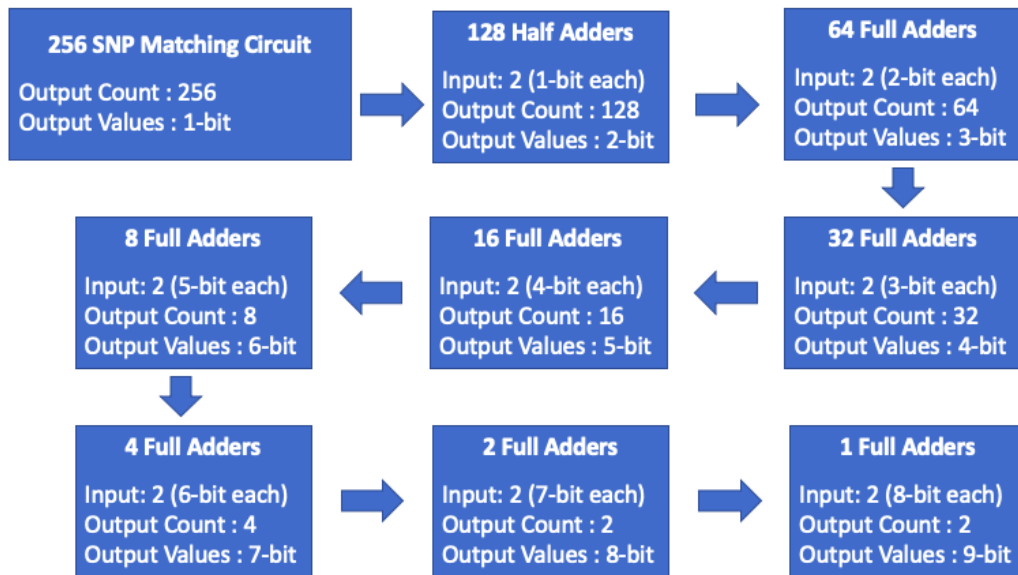 256 SNP Matching Circuit
Output Count : 256
Output Values : 1-bit
128 Half Adders
Input: 2 (1-bit each)
Output Count : 128
Output Values : 2-bit
64 Full Adders
Input: 2 (2-bit each)
Output Count : 64
Output Values : 3-bit
32 Full Adders
Input: 2 (3-bit each)
Output Count : 32
Output Values : 4-bit
16 Full Adders
Input: 2 (4-bit each)
Output Count : 16
Output Values : 5-bit
8 Full Adders
Input: 2 (5-bit each)
Output Count : 8
Output Values : 6-bit
4 Full Adders
Input: 2 (6-bit each)
Output Count : 4
Output Values : 7-bit
2 Full Adders
Input: 2 (7-bit each)
Output Count : 2
Output Values : 8-bit
1 Full Adders
Input: 2 (8-bit each)
Output Count : 2
Output Values : 9-bit